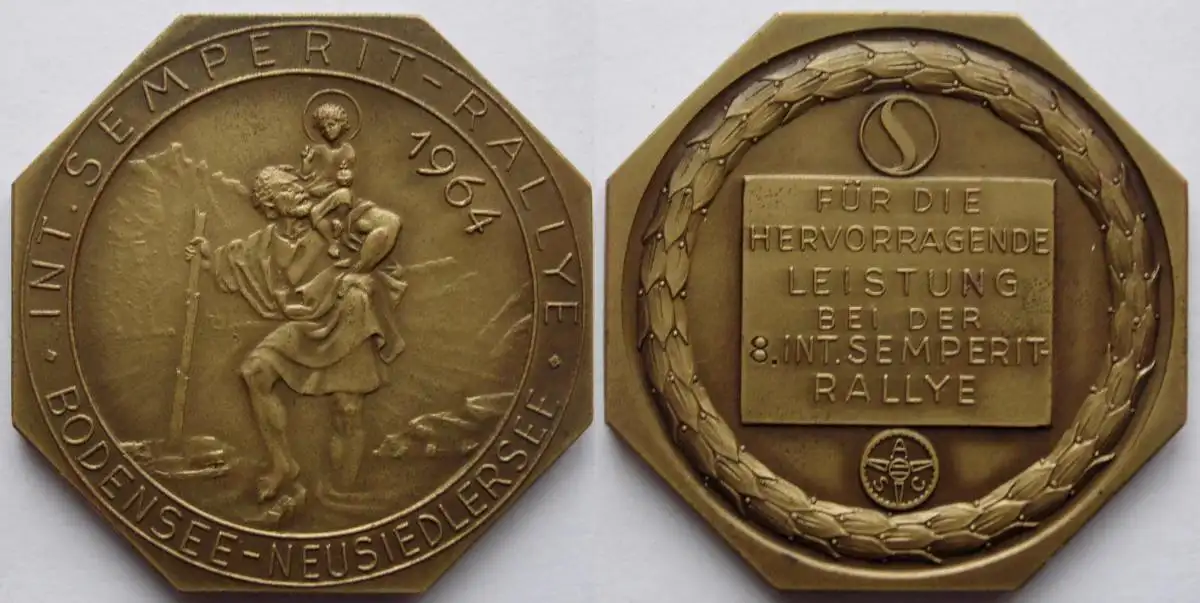 · INT. SEMPERIT-RALLYE ·
BODENSEE-NEUSIEDLERSEE
1964
S
FÜR DIE
HERVORRAGENDE
LEISTUNG
BEI DER
8. INT. SEMPERIT-
RALLYE
A
S C